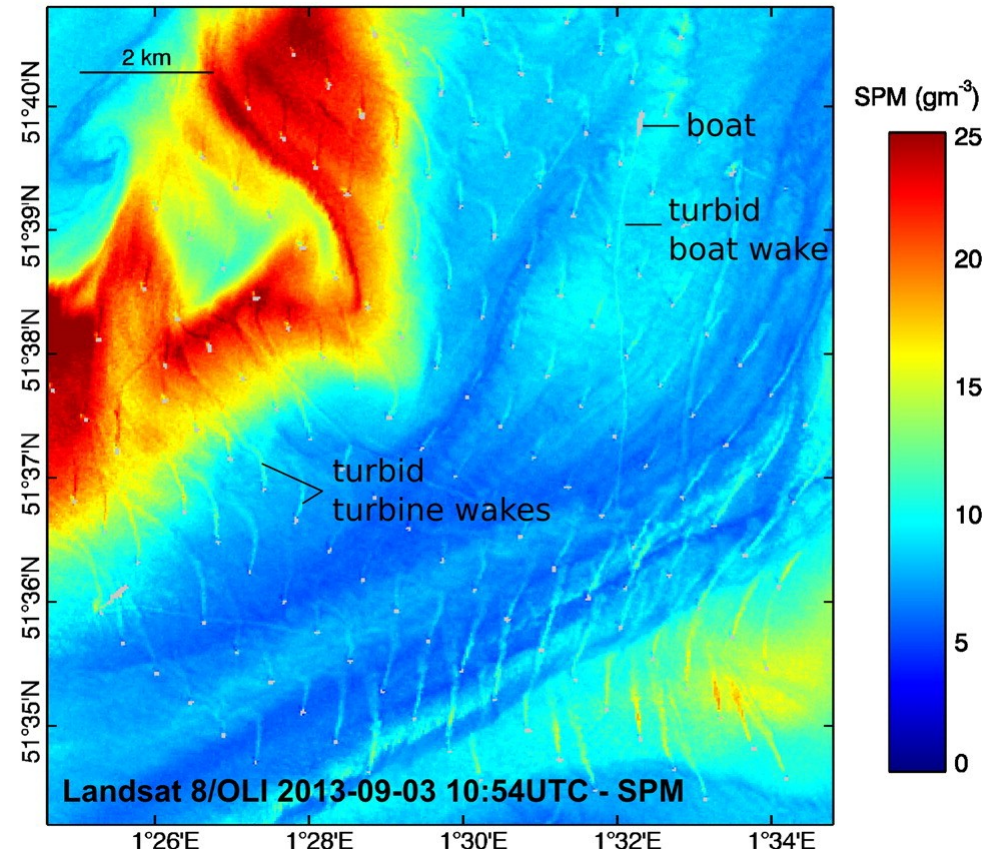 2 km
boat
turbid
boat wake
turbid
turbine wakes
Landsat 8/OLI 2013-09-03 10:54UTC - SPM
51°40'N
51°39'N
51°38'N
51°37'N
51°36'N
51°35'N
1°26'E
1°28'E
1°30'E
1°32'E
1°34'E
SPM (gm⁻³)
25
20
15
10
5
0